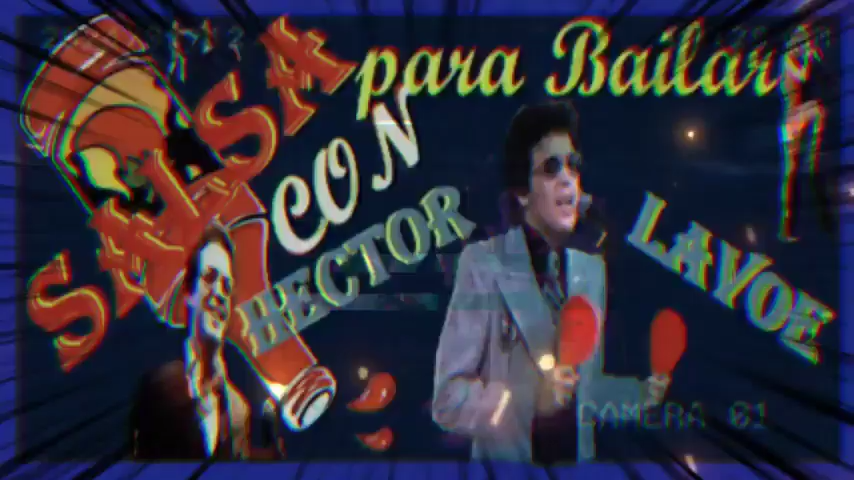 SALSA
para Bailar
CON
HECTOR
LAVOE
CAMERA 01